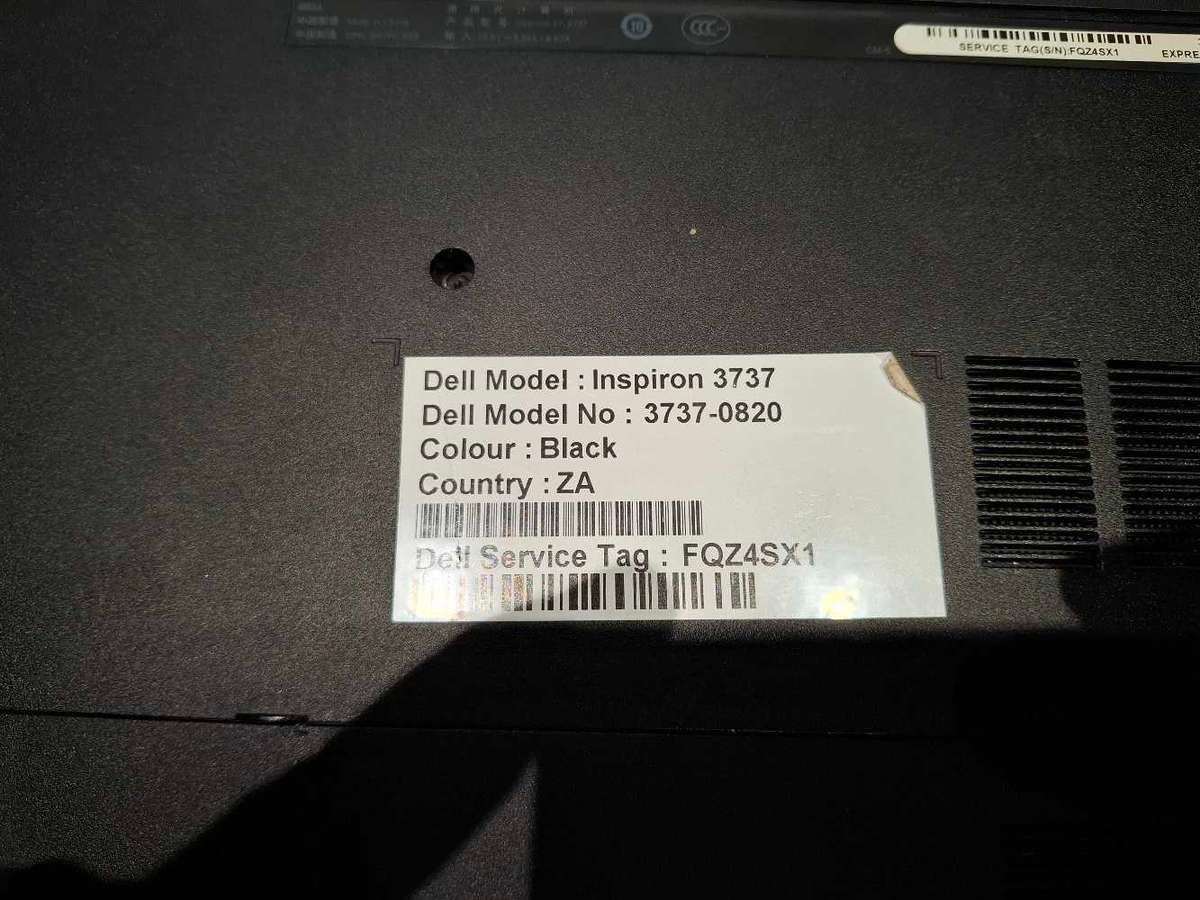 SERVICE TAG(S/N):FQZ4SX1
EXPRE
Dell Model : Inspiron 3737
Dell Model No : 3737-0820
Colour : Black
Country : ZA
Dell Service Tag : FQZ4SX1